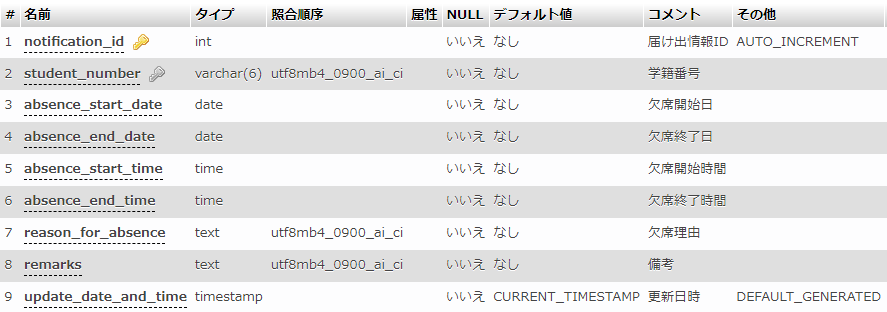 # 名前 タイプ 照合順序 属性 NULL デフォルト値 コメント その他
1 notification_id int いいえ なし 届け出情報ID AUTO_INCREMENT
2 student_number varchar(6) utf8mb4_0900_ai_ci いいえ なし 学籍番号
3 absence_start_date date いいえ なし 欠席開始日
4 absence_end_date date いいえ なし 欠席終了日
5 absence_start_time time いいえ なし 欠席開始時間
6 absence_end_time time いいえ なし 欠席終了時間
7 reason_for_absence text utf8mb4_0900_ai_ci いいえ なし 欠席理由
8 remarks text utf8mb4_0900_ai_ci いいえ なし 備考
9 update_date_and_time timestamp いいえ CURRENT_TIMESTAMP 更新日時 DEFAULT_GENERATED